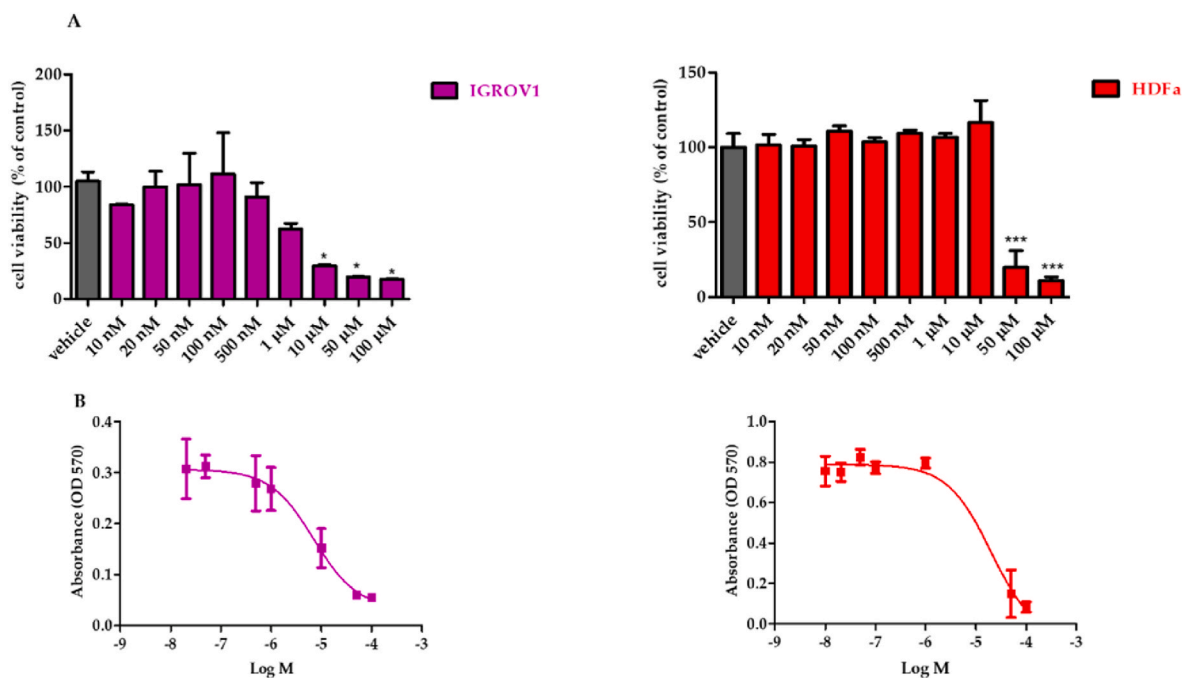 A
IGROV1
cell viability (% of control)
200
150
100
50
0
*
*
*
vehicle
10 nM
20 nM
50 nM
100 nM
500 nM
1 µM
10 µM
50 µM
100 µM
HDFa
cell viability (% of control)
150
100
50
0
***
***
vehicle
10 nM
20 nM
50 nM
100 nM
500 nM
1 µM
10 µM
50 µM
100 µM
B
Absorbance (OD 570)
0.4
0.3
0.2
0.1
0.0
-9 -8 -7 -6 -5 -4 -3
Log M
Absorbance (OD 570)
1.0
0.8
0.6
0.4
0.2
0.0
-9 -8 -7 -6 -5 -4 -3
Log M